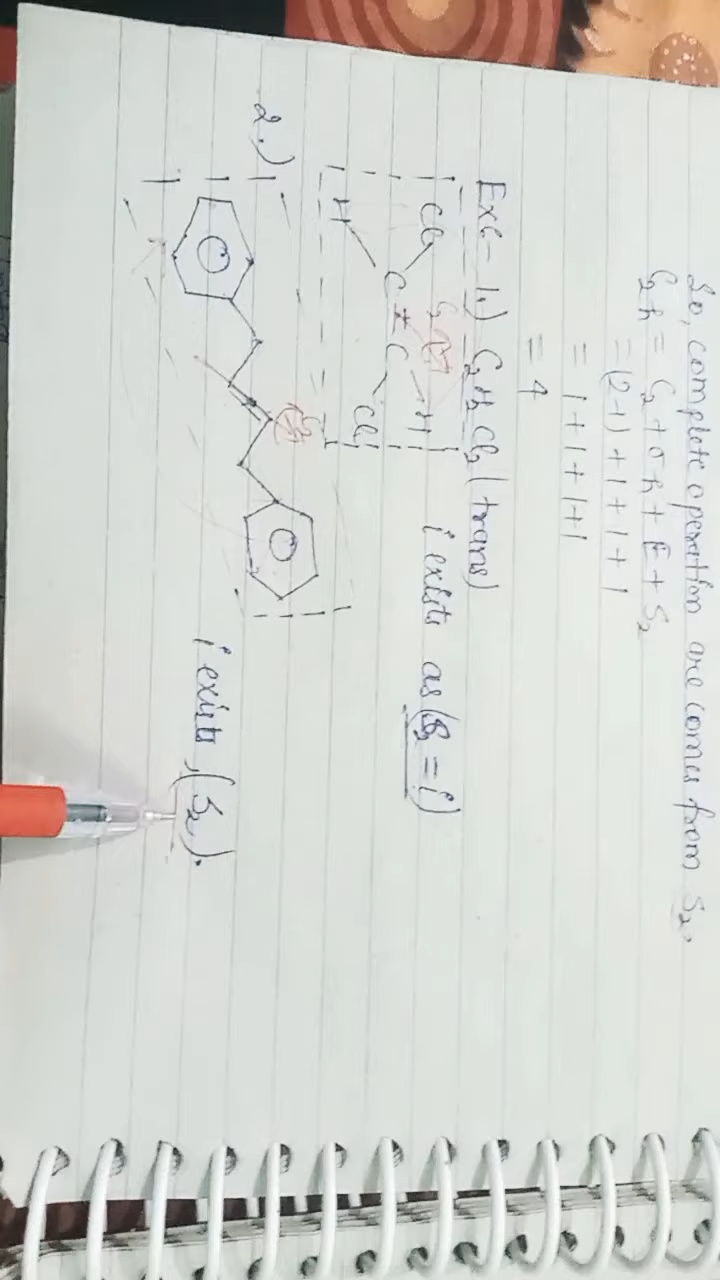 So, complete operation are comes from S₂.
C₂h = C₂ + σh + E + S₂
= (2-1) + 1 + 1 + 1
= 1 + 1 + 1 + 1
= 4
Exe-1.) C₂H₂Cl₂ (trans)
Cl H
C = C
H Cl
i exists as (S₂ = i)
2.)
i exists, (S₂).